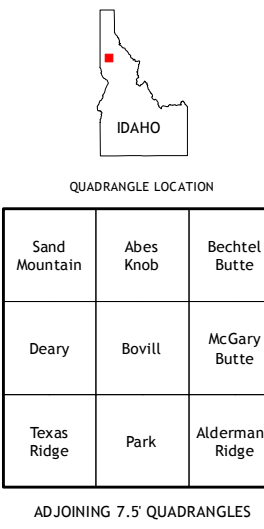 IDAHO
QUADRANGLE LOCATION
Sand
Mountain
Abes
Knob
Bechtel
Butte
Deary
Bovill
McGary
Butte
Texas
Ridge
Park
Alderman
Ridge
ADJOINING 7.5' QUADRANGLES